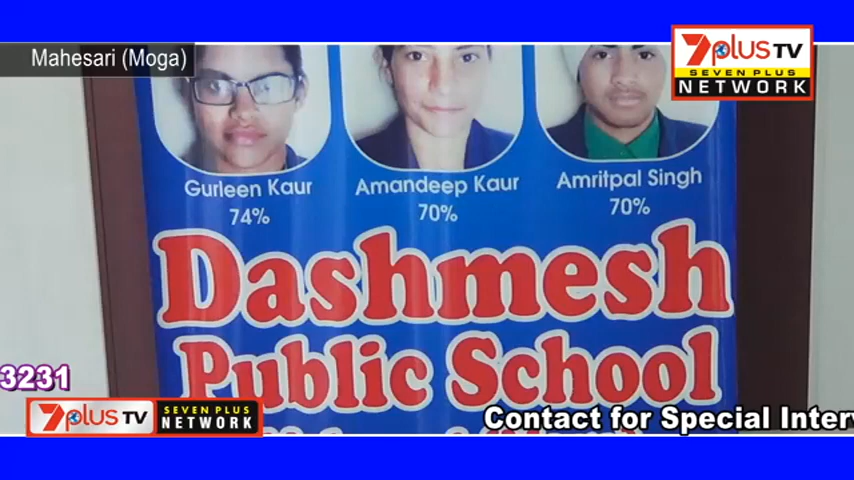 Mahesari (Moga)
7plus TV
SEVEN PLUS
NETWORK
Gurleen Kaur
74%
Amandeep Kaur
70%
Amritpal Singh
70%
Dashmesh
Public School
3231
7plus TV
SEVEN PLUS
NETWORK
Contact for Special Interv